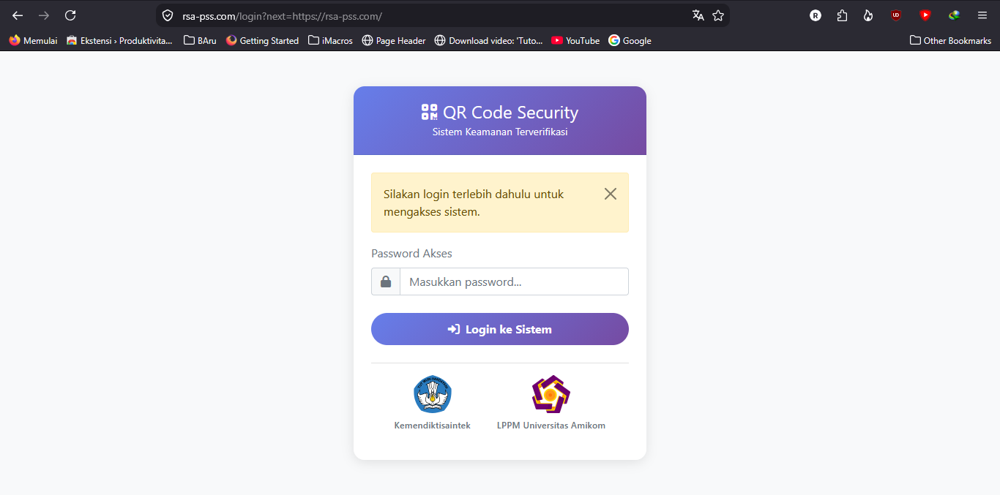 rsa-pss.com/login?next=https://rsa-pss.com/
Memulai
Ekstensi › Produktivita...
BAru
Getting Started
iMacros
Page Header
Download video: 'Tuto...
YouTube
Google
Other Bookmarks
QR Code Security
Sistem Keamanan Terverifikasi
Silakan login terlebih dahulu untuk
mengakses sistem.
Password Akses
Masukkan password...
Login ke Sistem
Kemendiktisaintek
LPPM Universitas Amikom